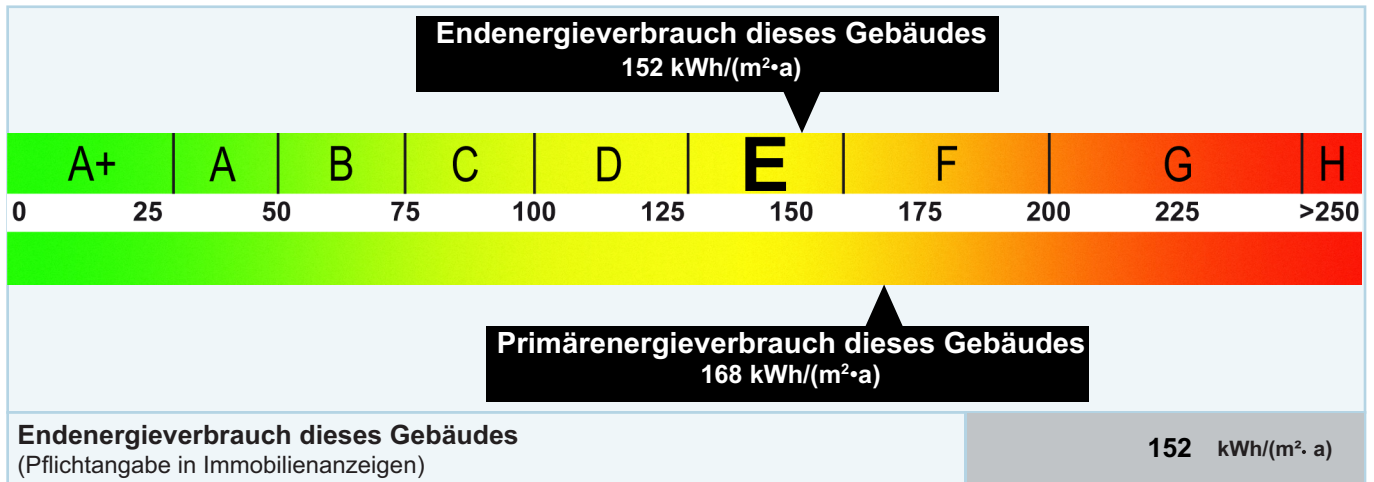 Endenergieverbrauch dieses Gebäudes
152 kWh/(m²•a)
A+ A B C D E F G H
0 25 50 75 100 125 150 175 200 225 >250
Primärenergieverbrauch dieses Gebäudes
168 kWh/(m²•a)
Endenergieverbrauch dieses Gebäudes
(Pflichtangabe in Immobilienanzeigen)
152 kWh/(m²· a)